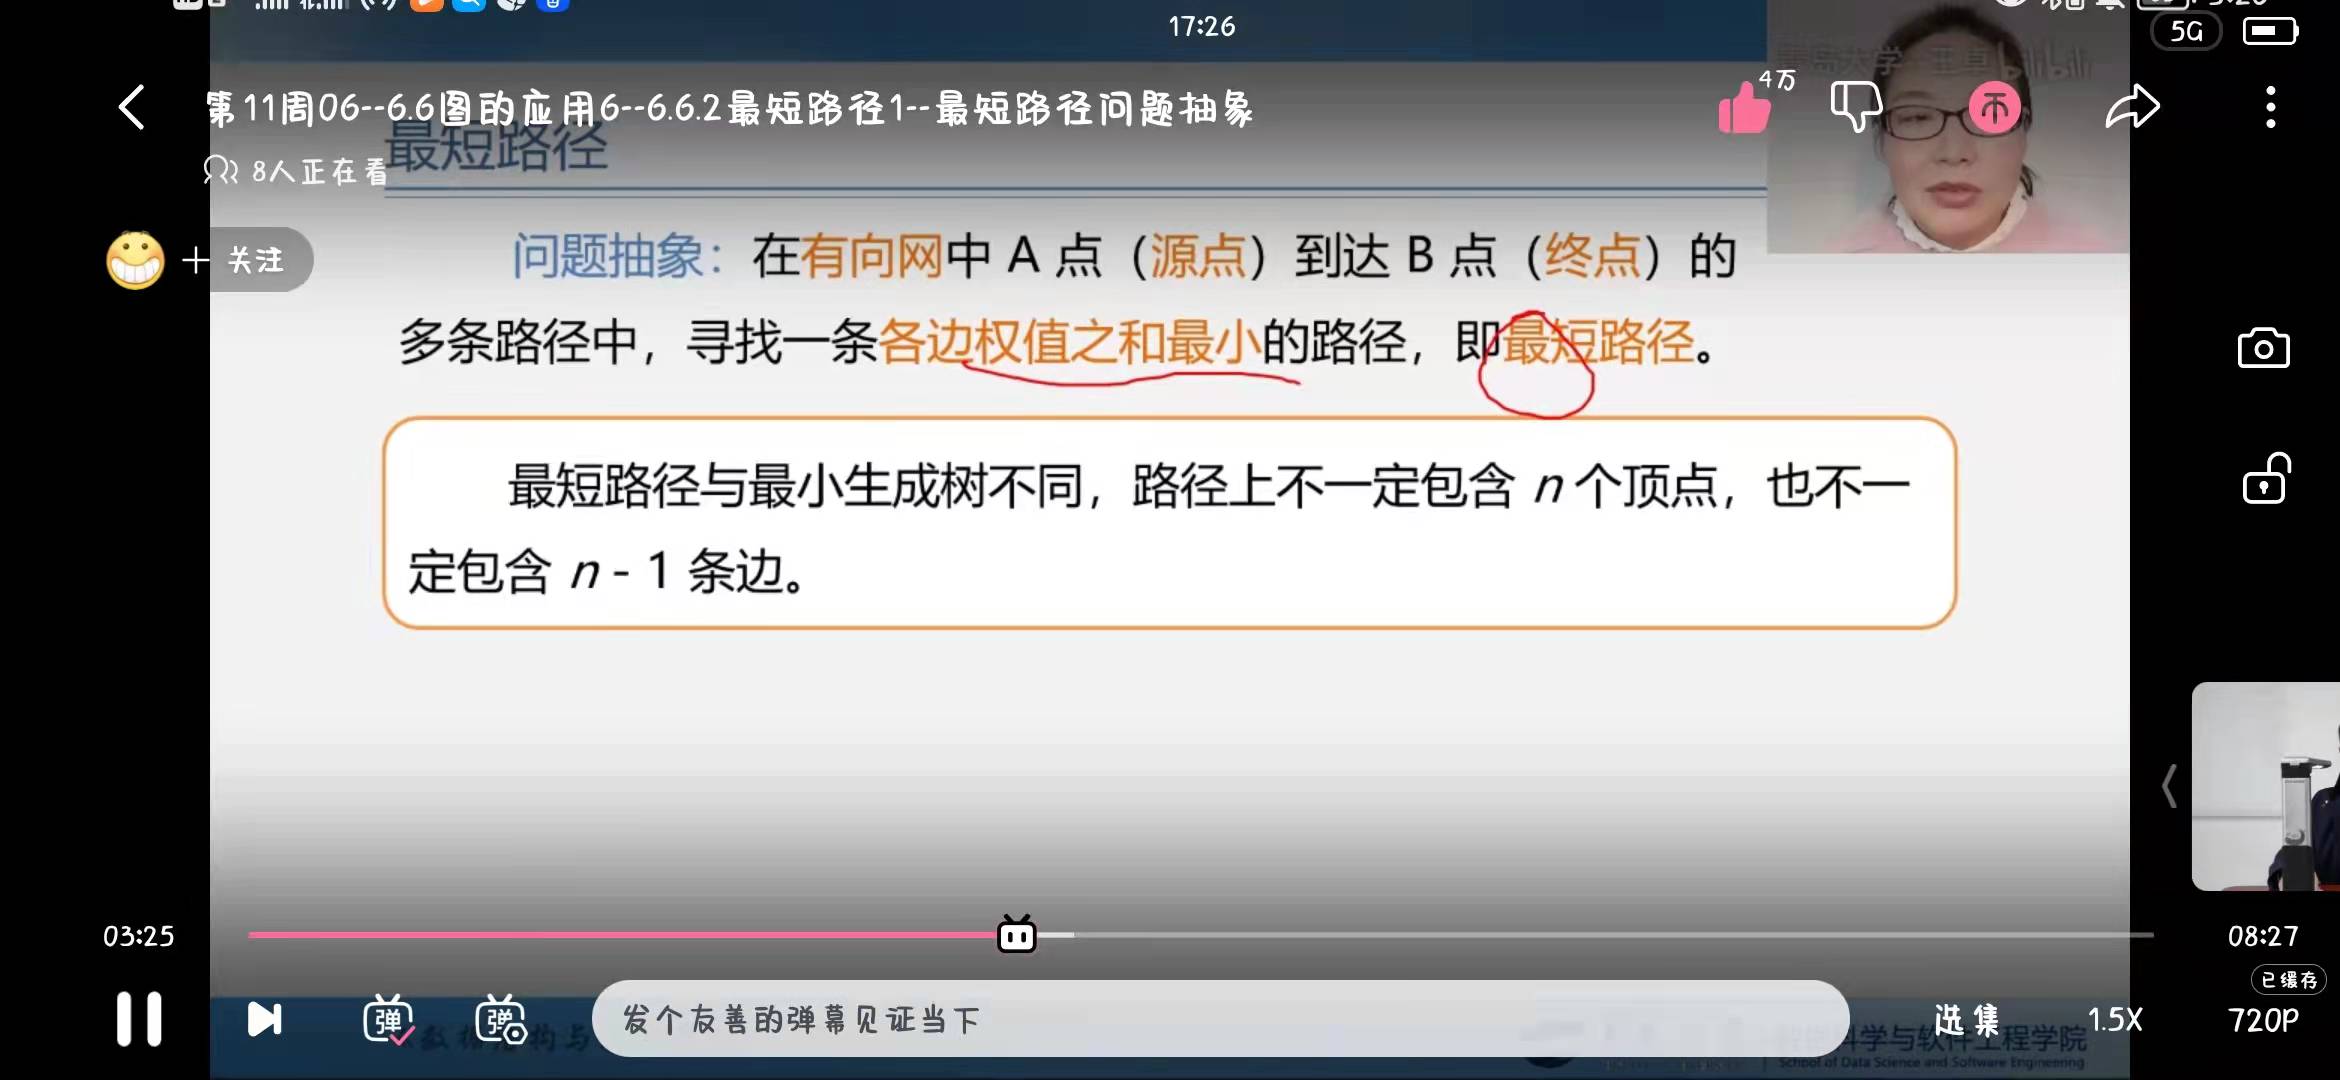 17:26
5G
第11周06--6.6图的应用6--6.6.2最短路径1--最短路径问题抽象
4万
最短路径
8人正在看
bilibili
+ 关注
问题抽象：在有向网中 A 点（源点）到达 B 点（终点）的
多条路径中，寻找一条各边权值之和最小的路径，即最短路径。
最短路径与最小生成树不同，路径上不一定包含 n 个顶点，也不一
定包含 n - 1 条边。
03:25
08:27
已缓存
弹
弹
发个友善的弹幕见证当下
选集
1.5X
720P
数据结构与
科学与软件工程学院
School of Data Science and Software Engineering